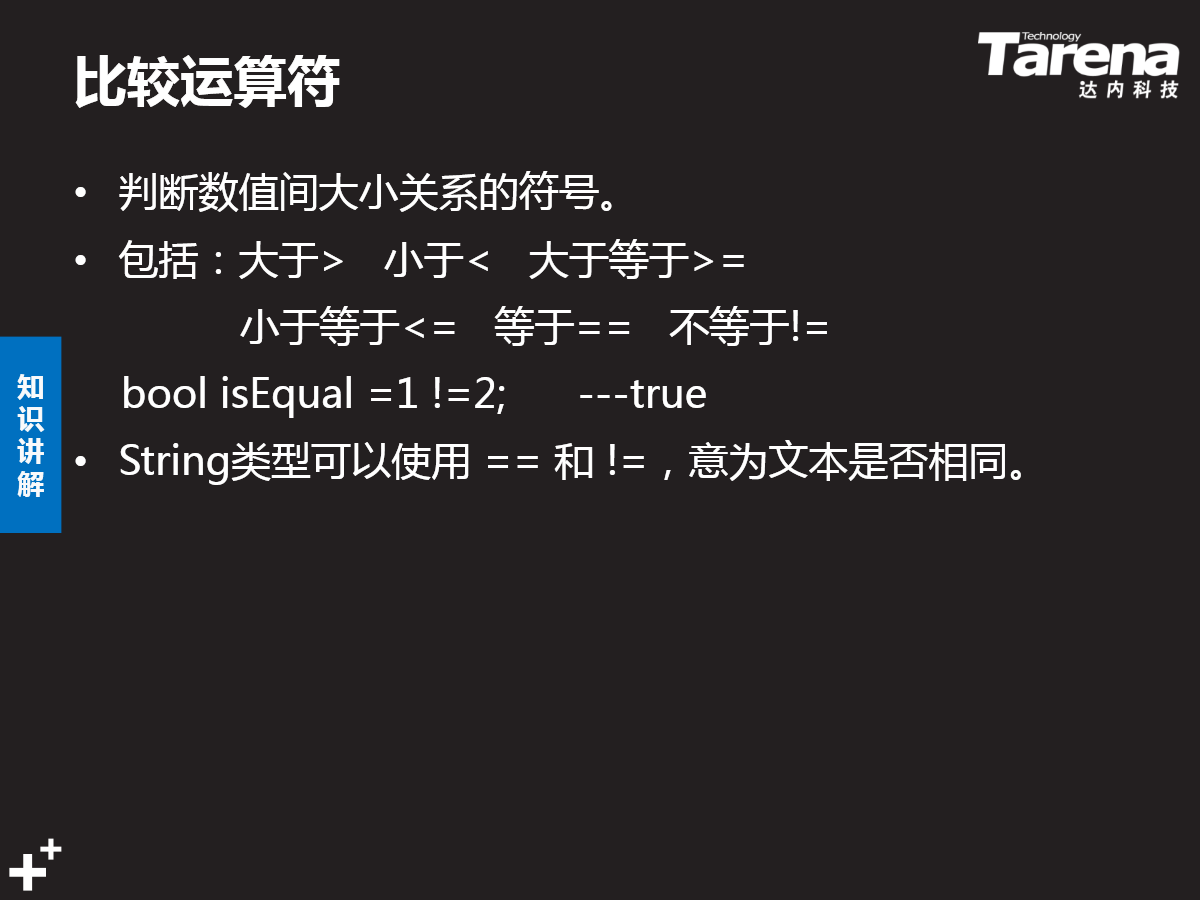 比较运算符
Technology
Tarena
达内科技
• 判断数值间大小关系的符号。
• 包括：大于> 小于< 大于等于>=
小于等于<= 等于== 不等于!=
bool isEqual =1 !=2; ---true
• String类型可以使用 == 和 !=，意为文本是否相同。
知
识
讲
解